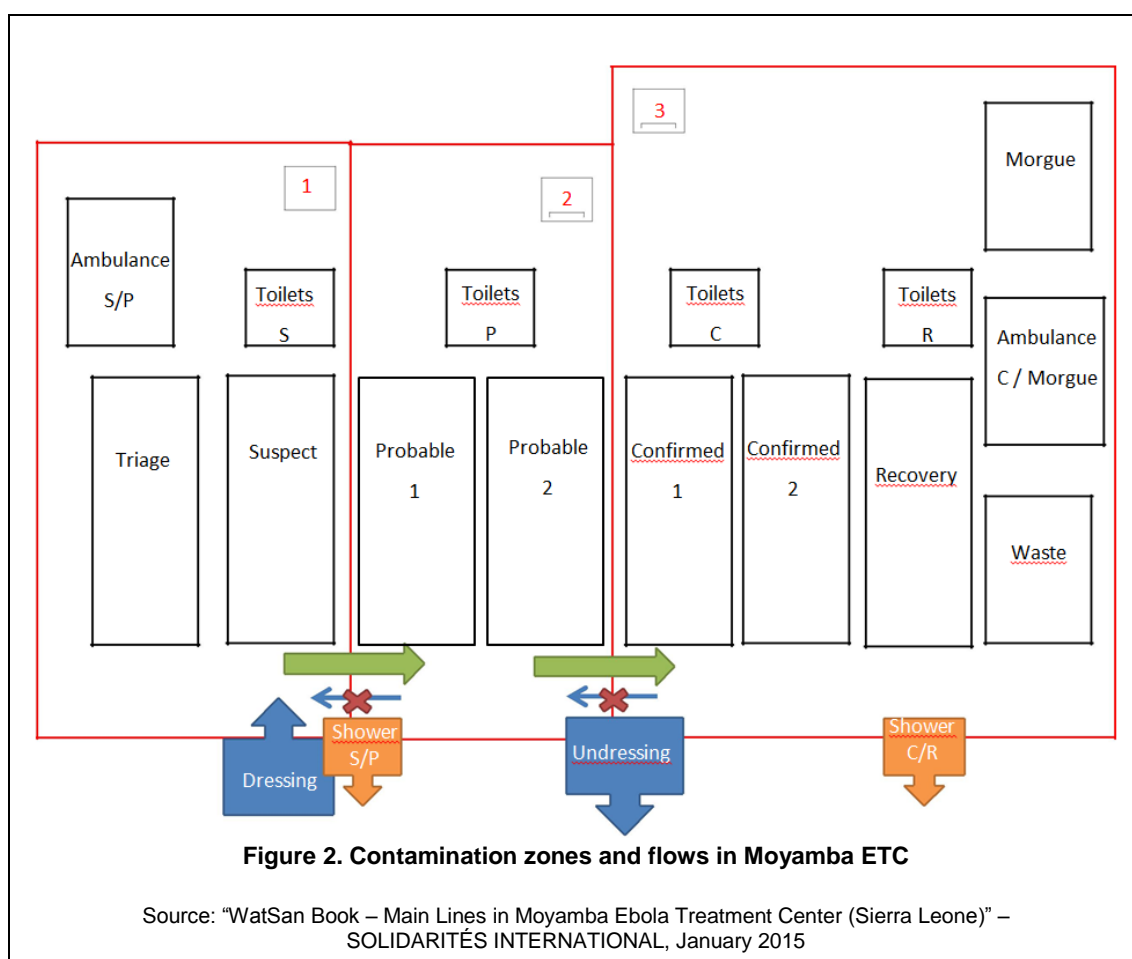 1
2
3
Morgue
Ambulance
S/P
Toilets
S
Toilets
P
Toilets
C
Toilets
R
Ambulance
C / Morgue
Triage
Suspect
Probable
1
Probable
2
Confirmed
1
Confirmed
2
Recovery
Waste
Dressing
Shower
S/P
Undressing
Shower
C/R
Figure 2. Contamination zones and flows in Moyamba ETC
Source: “WatSan Book – Main Lines in Moyamba Ebola Treatment Center (Sierra Leone)” –
SOLIDARITÉS INTERNATIONAL, January 2015